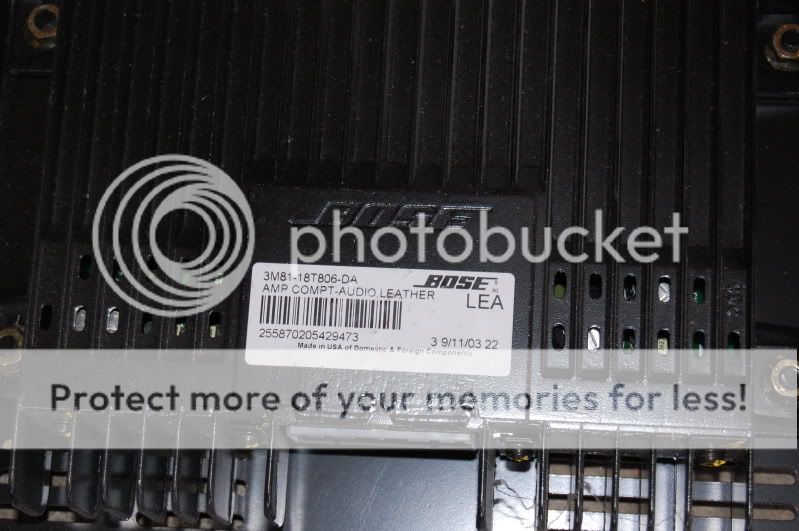 BOSE
photobucket
3M81-18T806-DA
AMP COMPT-AUDIO,LEATHER
BOSE
LEA
255870205429473
3 9/11/03 22
Made in USA of Domestic & Foreign Components
Protect more of your memories for less!